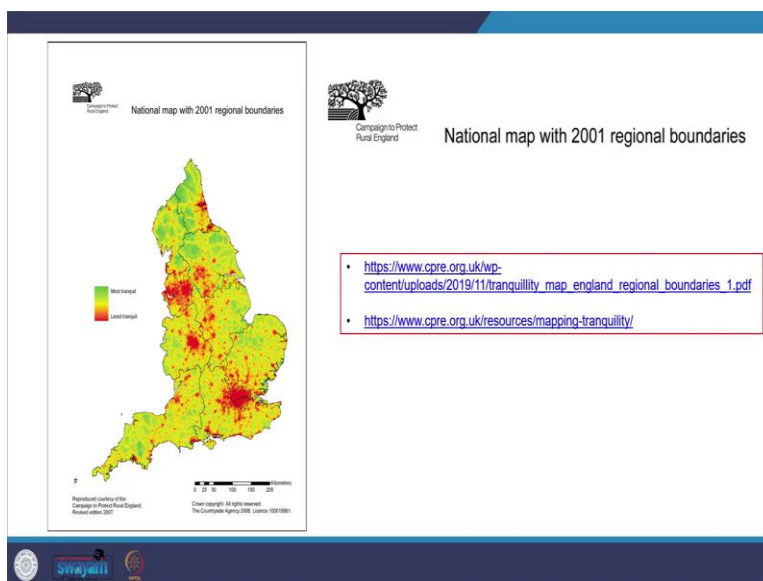 Campaign to Protect
Rural England
National map with 2001 regional boundaries
Most tranquil
Least tranquil
Kilometres
0 25 50 100 150 200
Reproduced courtesy of the
Campaign to Protect Rural England.
Revised edition 2007.
Crown copyright. All rights reserved.
The Countryside Agency 2006. Licence 100018881.
Campaign to Protect
Rural England
National map with 2001 regional boundaries
• https://www.cpre.org.uk/wp-
content/uploads/2019/11/tranquillity_map_england_regional_boundaries_1.pdf
• https://www.cpre.org.uk/resources/mapping-tranquility/
swayam